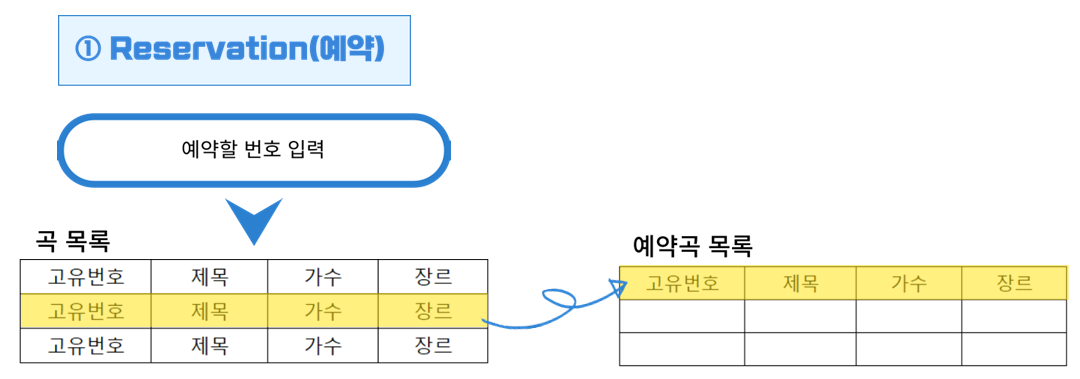 ① Reservation(예약)
예약할 번호 입력
곡 목록
고유번호 제목 가수 장르
고유번호 제목 가수 장르
고유번호 제목 가수 장르
예약곡 목록
고유번호 제목 가수 장르